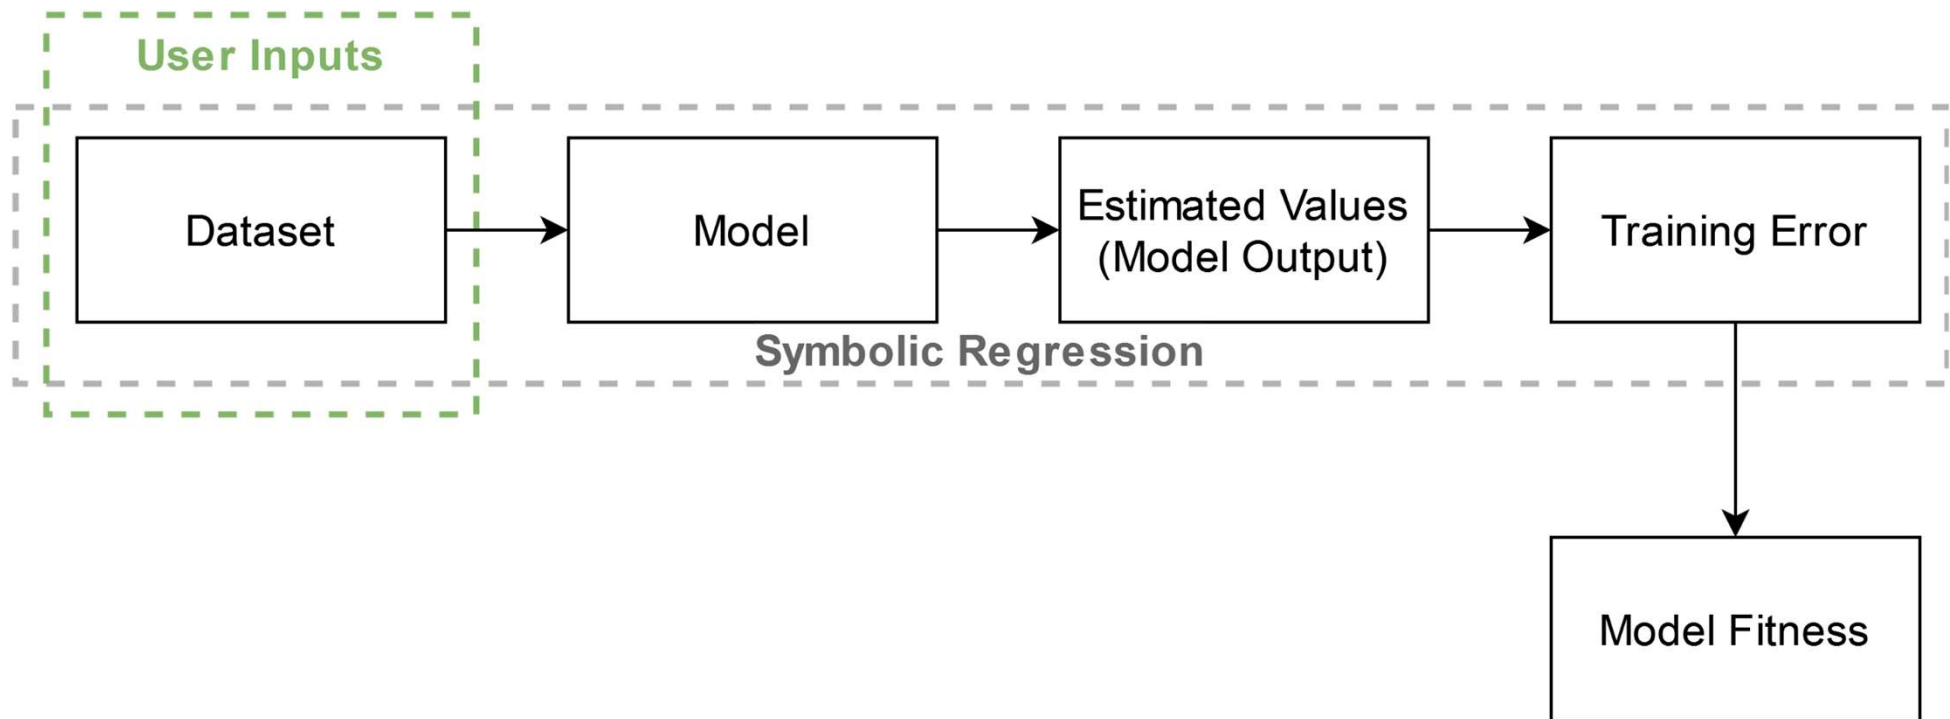 User Inputs
Dataset
Model
Estimated Values
(Model Output)
Training Error
Symbolic Regression
Model Fitness